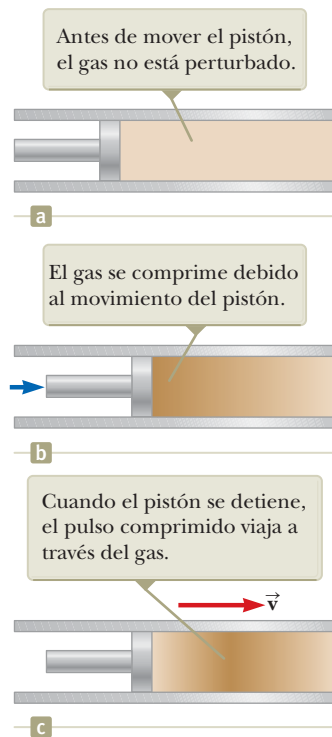 Antes de mover el pistón,
el gas no está perturbado.
a
El gas se comprime debido
al movimiento del pistón.
b
Cuando el pistón se detiene,
el pulso comprimido viaja a
través del gas.
v
c